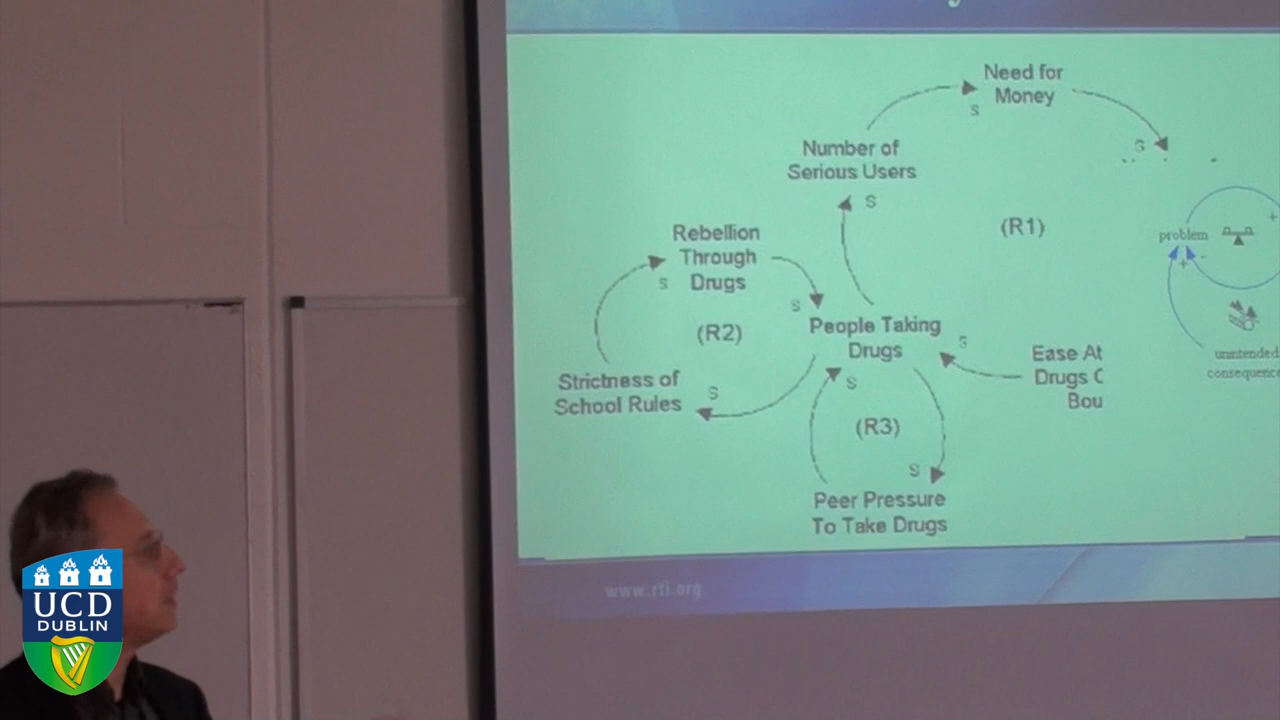 Need for
Money
S
S
Number of
Serious Users
S
(R1)
Rebellion
Through
Drugs
S
S
(R2)
People Taking
Drugs
S
Strictness of
School Rules
S
S
(R3)
S
Peer Pressure
To Take Drugs
Ease At
Drugs C
Bou
problem
+
+
-
unintended
consequence
www.rti.org
UCD
DUBLIN